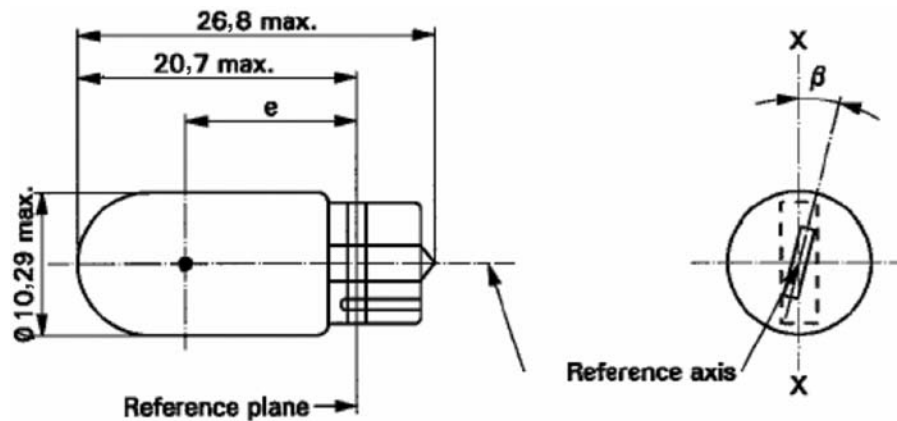 26,8 max.
20,7 max.
e
Ø 10,29 max.
Reference plane
X
β
Reference axis
X